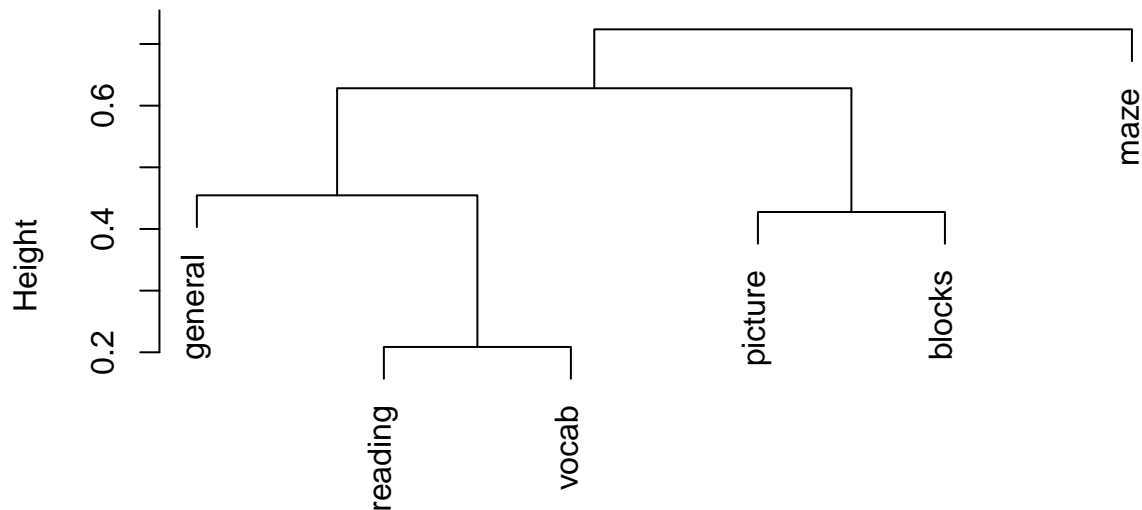 Height
0.6
0.4
0.2
general
reading
vocab
picture
blocks
maze